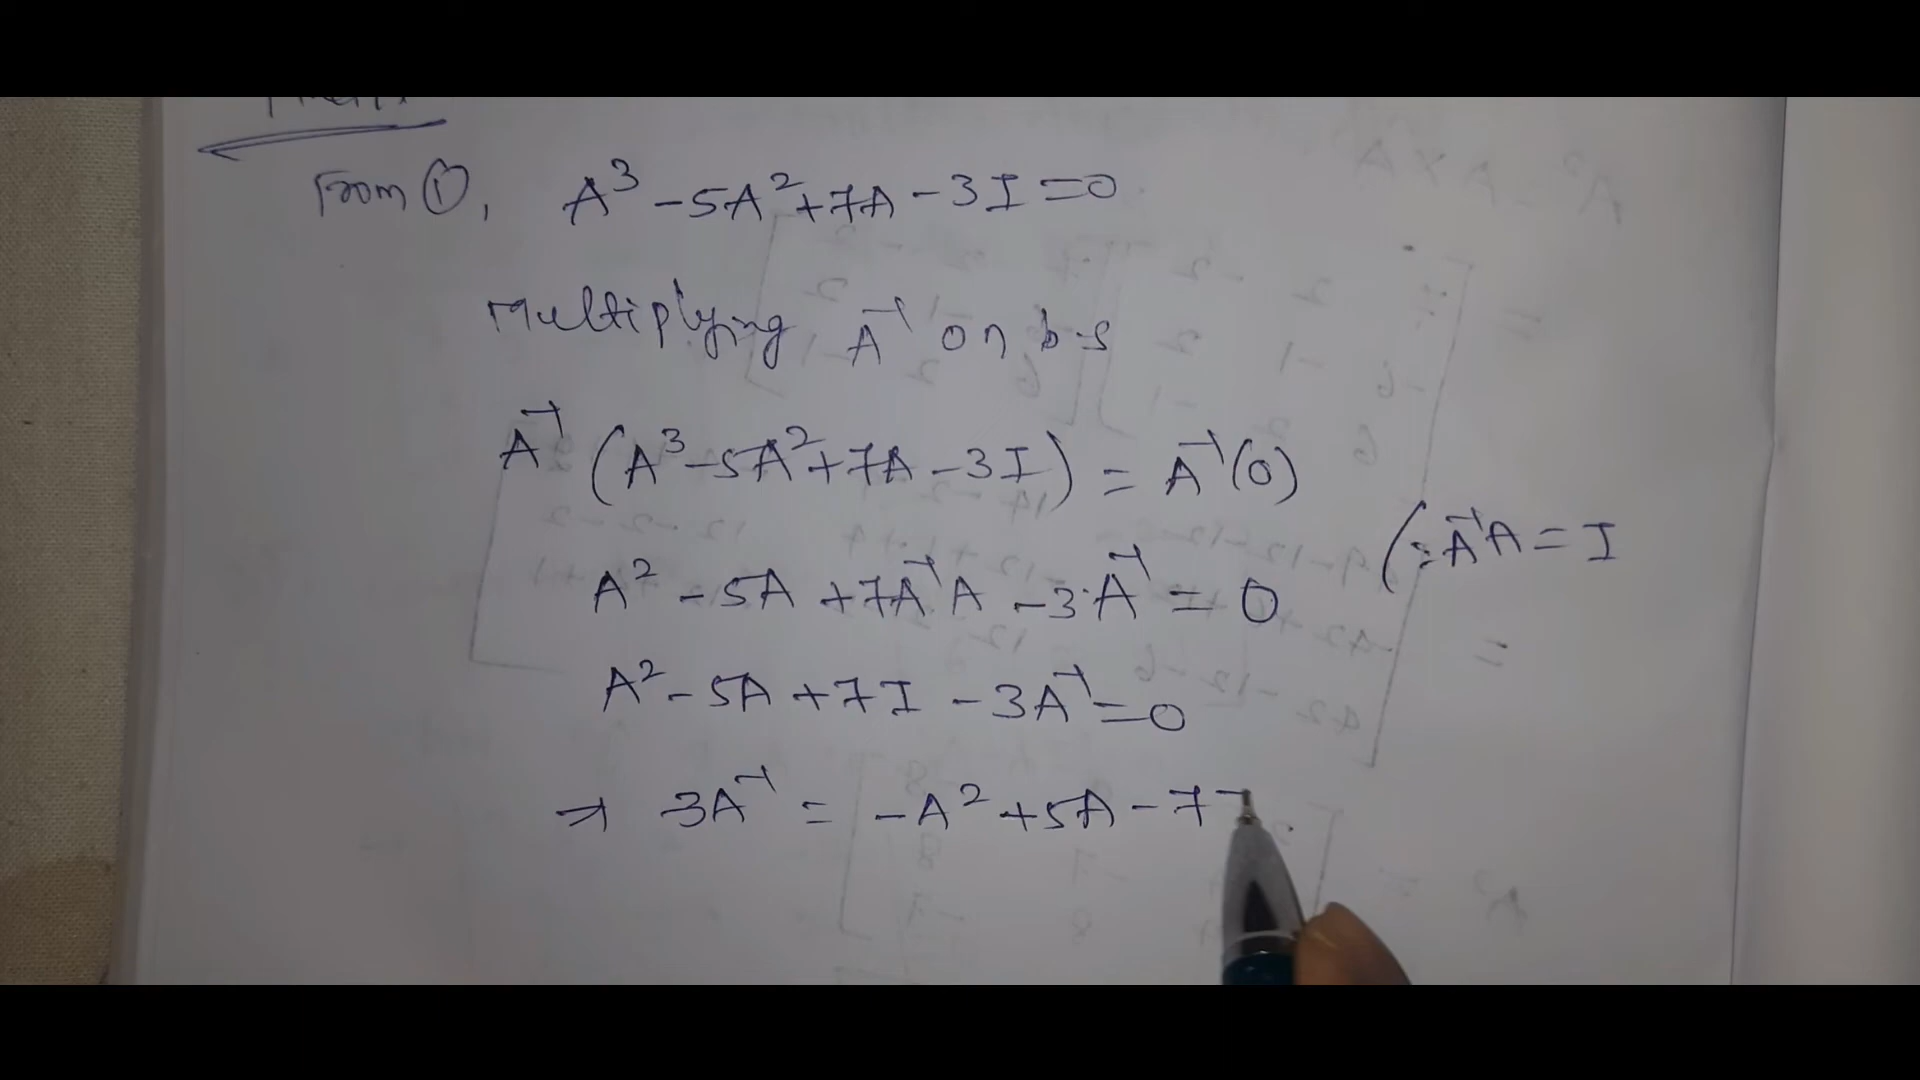 From ①, A³ - 5A² + 7A - 3I = 0
Multiplying A⁻¹ on b-s
A⁻¹ (A³ - 5A² + 7A - 3I) = A⁻¹(0)
(∵ A⁻¹A = I
A² - 5A + 7A⁻¹A - 3·A⁻¹ = 0
A² - 5A + 7I - 3A⁻¹ = 0
⇒ 3A⁻¹ = -A² + 5A - 7